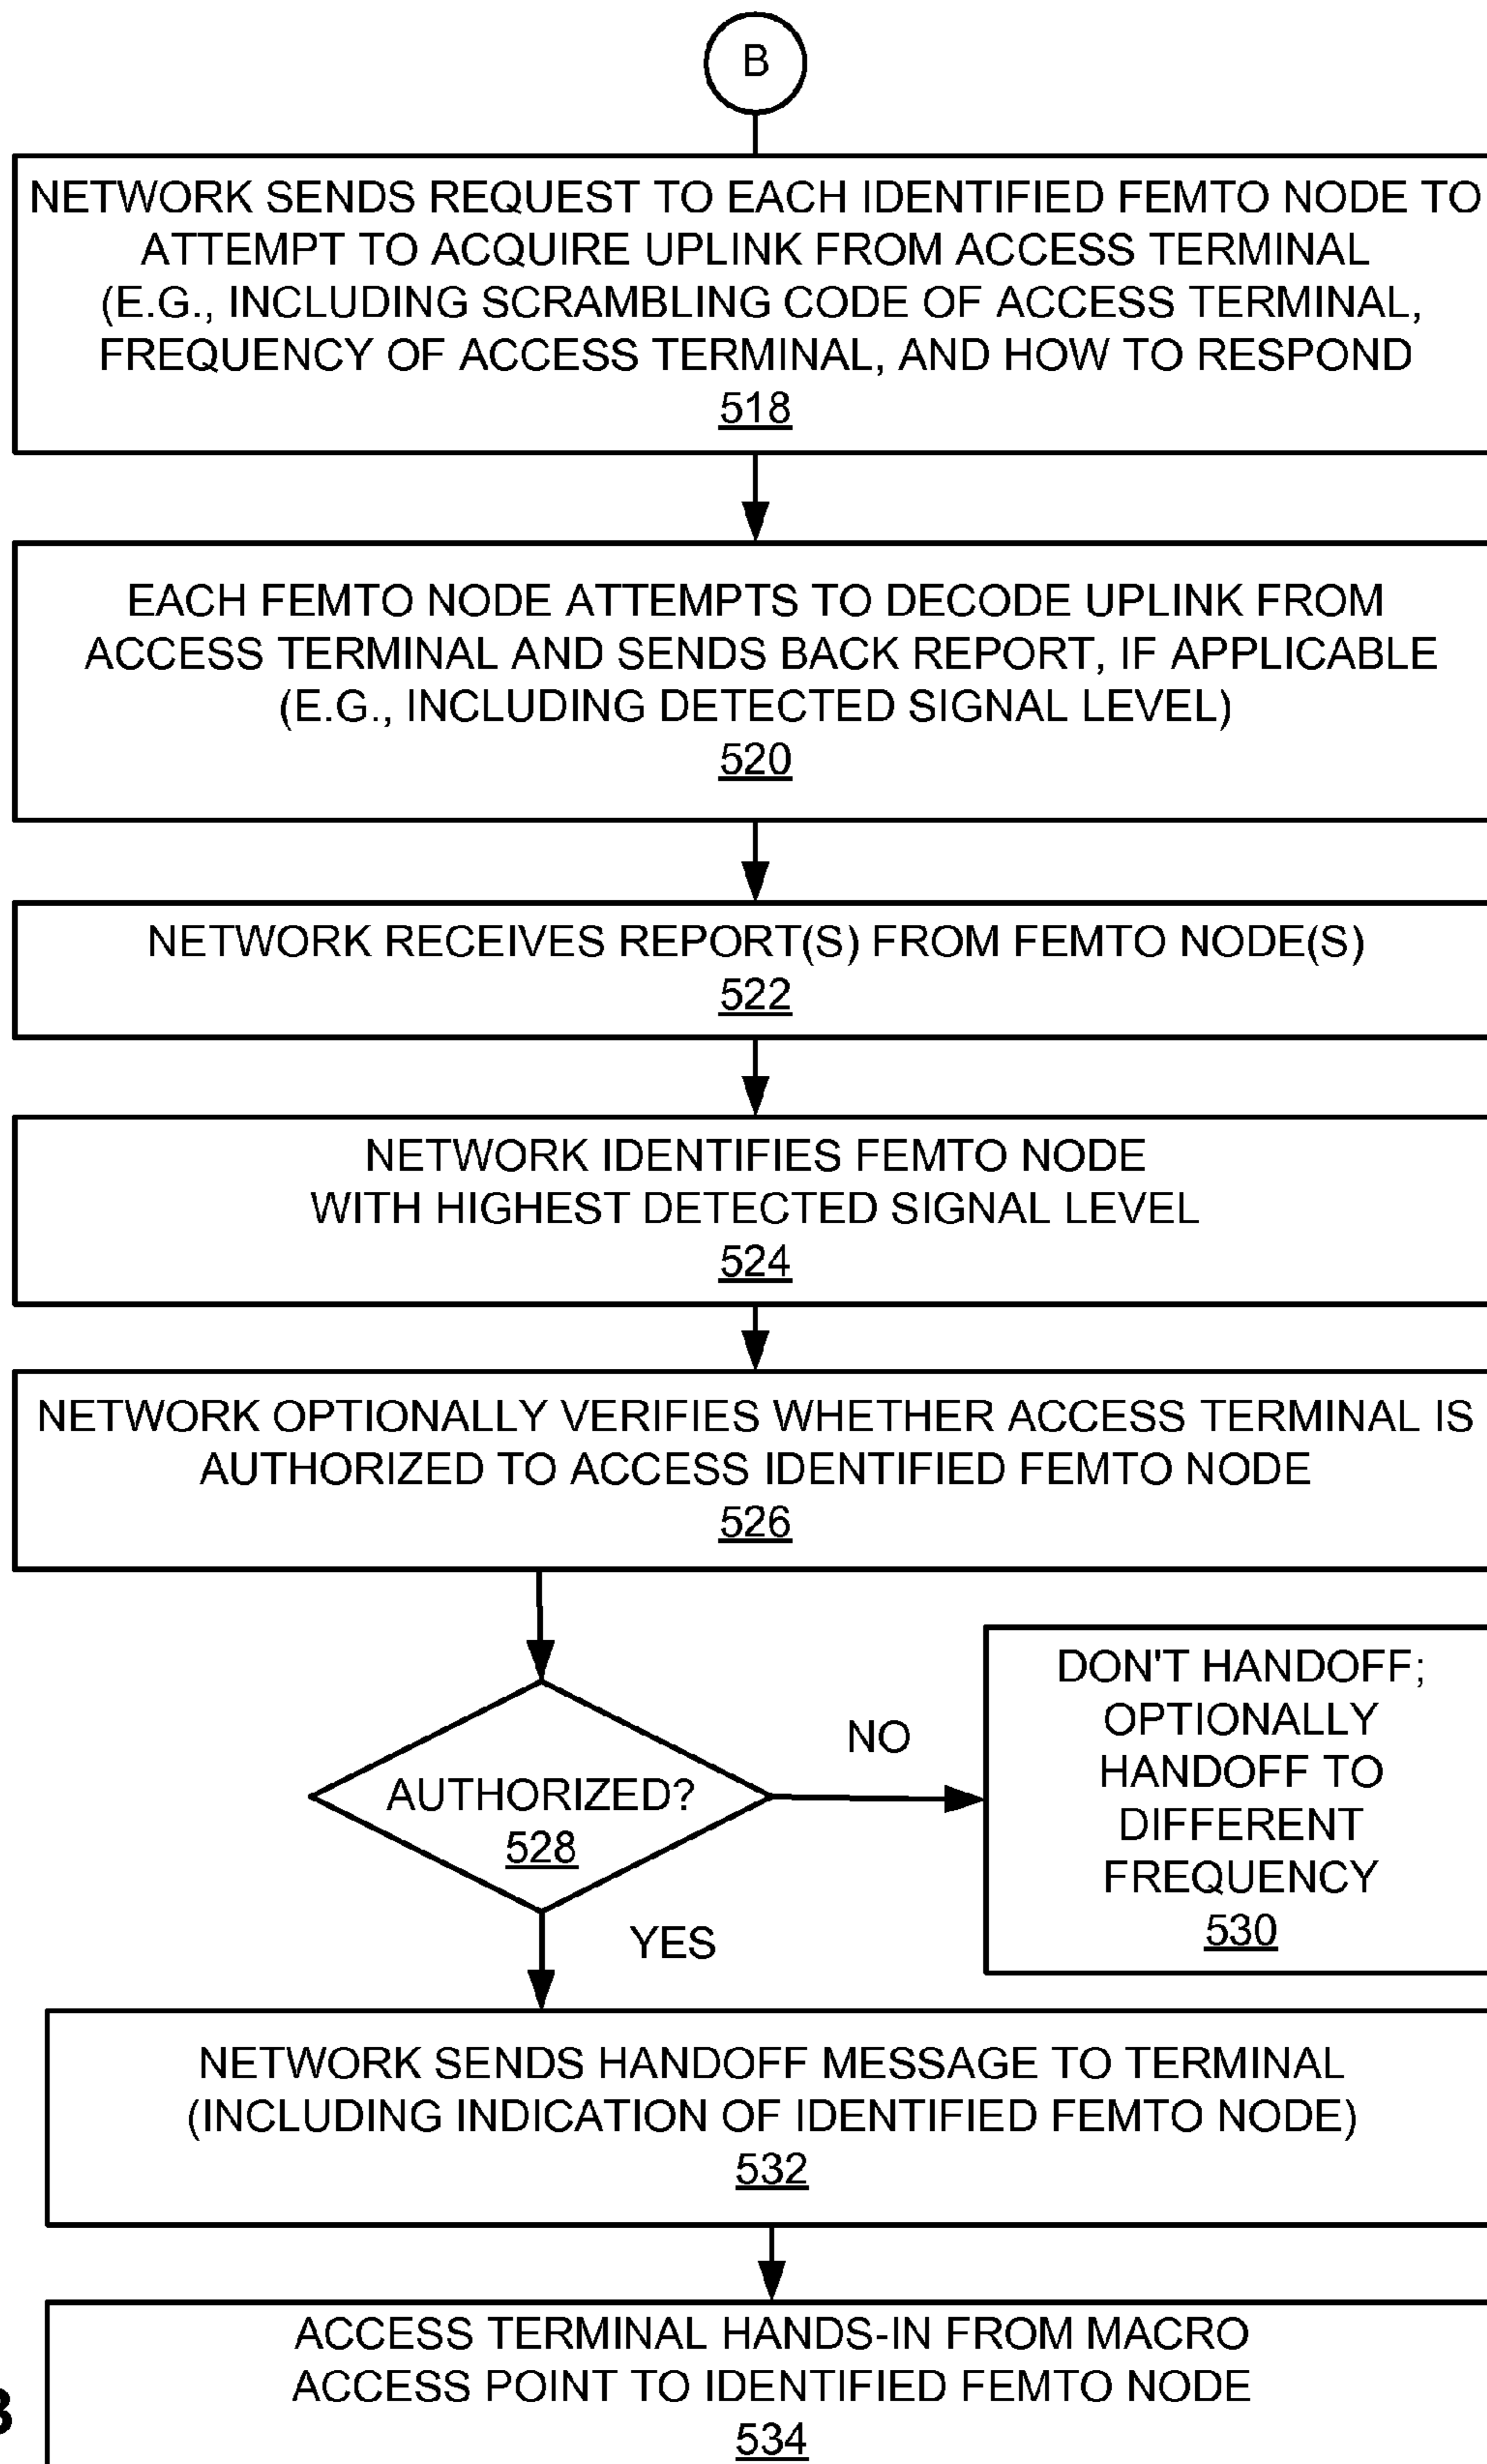 B
NETWORK SENDS REQUEST TO EACH IDENTIFIED FEMTO NODE TO
ATTEMPT TO ACQUIRE UPLINK FROM ACCESS TERMINAL
(E.G., INCLUDING SCRAMBLING CODE OF ACCESS TERMINAL,
FREQUENCY OF ACCESS TERMINAL, AND HOW TO RESPOND
518
EACH FEMTO NODE ATTEMPTS TO DECODE UPLINK FROM
ACCESS TERMINAL AND SENDS BACK REPORT, IF APPLICABLE
(E.G., INCLUDING DETECTED SIGNAL LEVEL)
520
NETWORK RECEIVES REPORT(S) FROM FEMTO NODE(S)
522
NETWORK IDENTIFIES FEMTO NODE
WITH HIGHEST DETECTED SIGNAL LEVEL
524
NETWORK OPTIONALLY VERIFIES WHETHER ACCESS TERMINAL IS
AUTHORIZED TO ACCESS IDENTIFIED FEMTO NODE
526
AUTHORIZED?
528
NO
DON'T HANDOFF;
OPTIONALLY
HANDOFF TO
DIFFERENT
FREQUENCY
530
YES
NETWORK SENDS HANDOFF MESSAGE TO TERMINAL
(INCLUDING INDICATION OF IDENTIFIED FEMTO NODE)
532
ACCESS TERMINAL HANDS-IN FROM MACRO
ACCESS POINT TO IDENTIFIED FEMTO NODE
534